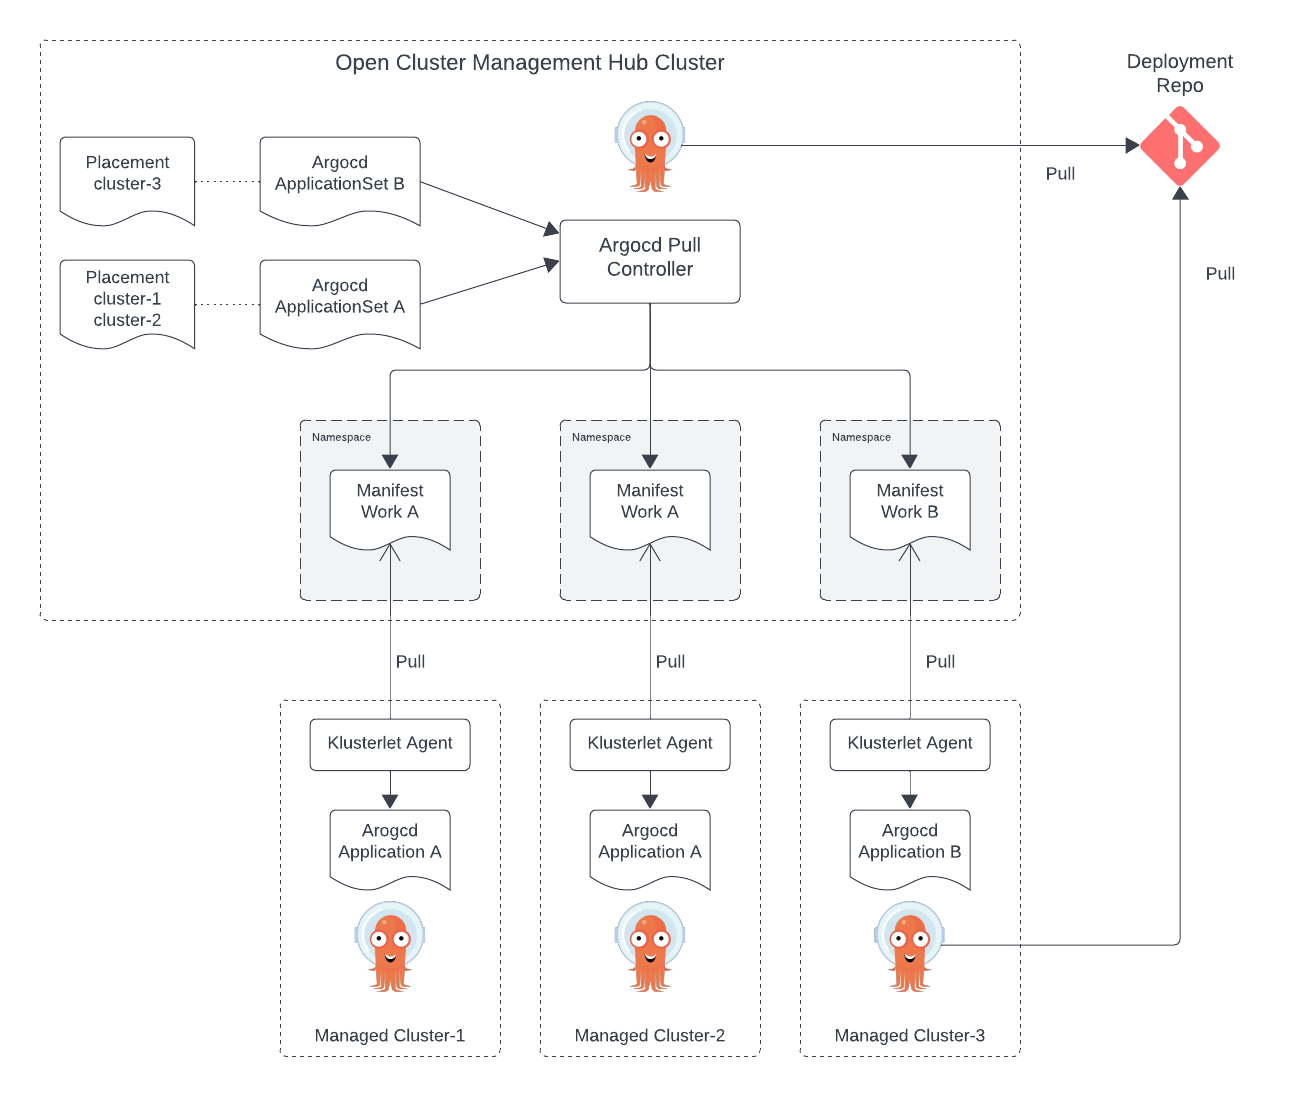 Open Cluster Management Hub Cluster
Deployment
Repo
Placement
cluster-3
Argocd
ApplicationSet B
Pull
Placement
cluster-1
cluster-2
Argocd
ApplicationSet A
Argocd Pull
Controller
Pull
Namespace
Manifest
Work A
Namespace
Manifest
Work A
Namespace
Manifest
Work B
Pull
Pull
Pull
Klusterlet Agent
Klusterlet Agent
Klusterlet Agent
Arogcd
Application A
Argocd
Application A
Argocd
Application B
Managed Cluster-1
Managed Cluster-2
Managed Cluster-3